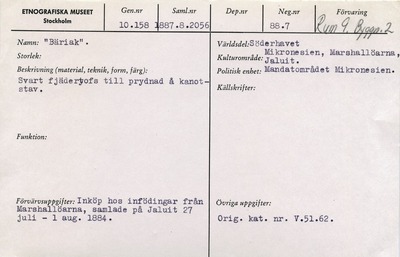 ETNOGRAFISKA MUSEET
Stockholm
Gen.nr
10.158
Saml.nr
1887.8.2056
Dep.nr
Neg.nr
88.7
Förvaring
Rum 9. Byggn. 2
Namn: "Bäriak".
Storlek:
Beskrivning (material, teknik, form, färg):
Svart fjädertofs till prydnad å kanot-
stav.
Funktion:
Förvärvsuppgifter: Inköp hos infödingar från
Marshallöarna, samlade på Jaluit 27
juli - 1 aug. 1884.
Världsdel: Söderhavet
Mikronesien, Marshallöarna,
Kulturområde: Jaluit.
Politisk enhet: Mandatområdet Mikronesien.
Källskrifter:
Övriga uppgifter:
Orig. kat. nr. V.51.62.